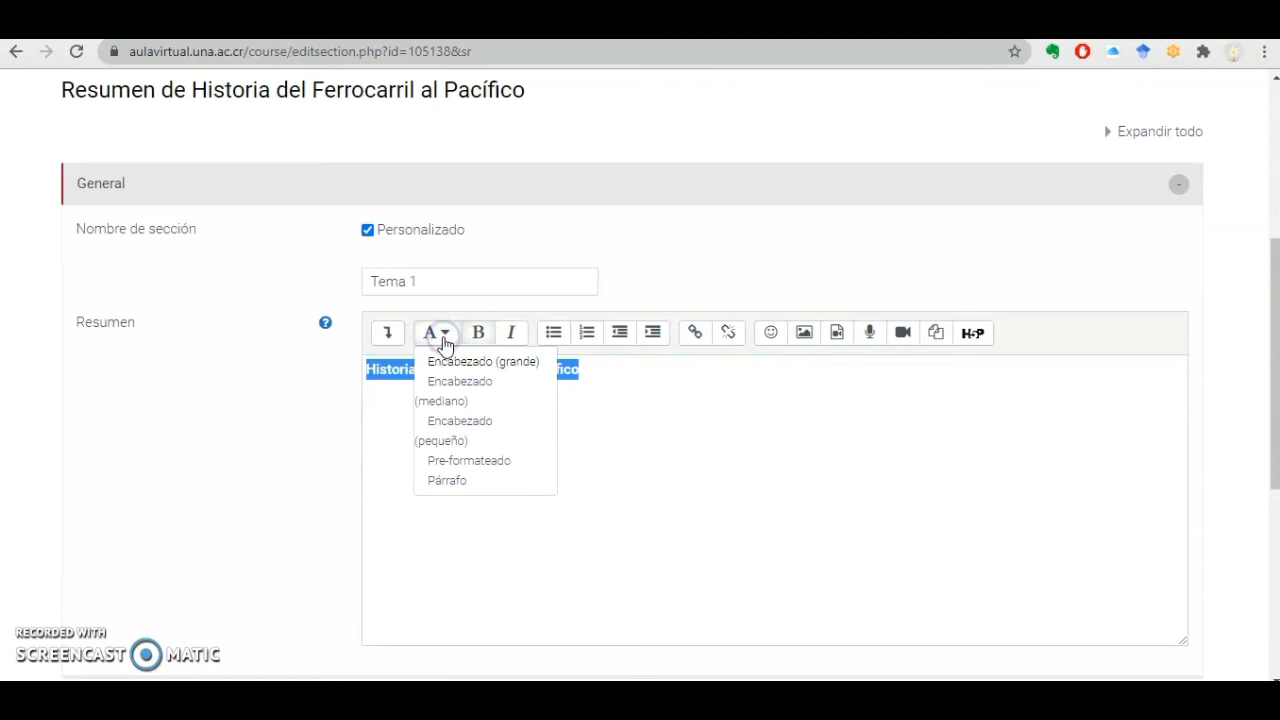 aulavirtual.una.ac.cr/course/editsection.php?id=105138&sr
Resumen de Historia del Ferrocarril al Pacífico
Expandir todo
General
Nombre de sección
Personalizado
Tema 1
Resumen
A B I H-P
Historia
fico
Encabezado (grande)
Encabezado
(mediano)
Encabezado
(pequeño)
Pre-formateado
Párrafo
RECORDED WITH
SCREENCAST MATIC